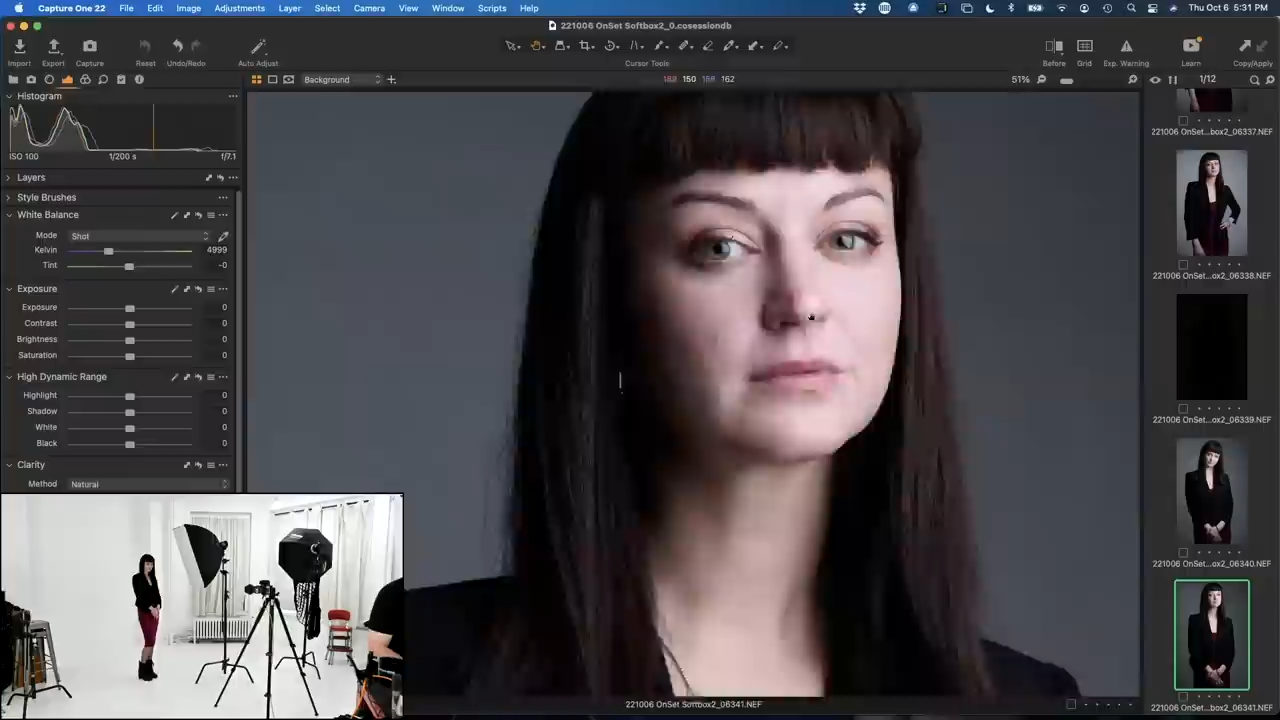 Capture One 22 File Edit Image Adjustments Layer Select Camera View Window Scripts Help Thu Oct 6 5:31 PM
221006 OnSet Softbox2_0.cosessiondb
Import Export Capture Reset Undo/Redo Auto Adjust Cursor Tools Before Grid Exp. Warning Learn Copy/Apply
Background 150 162 51% 1/12
Histogram
ISO 100 1/200 s f/7.1
Layers
Style Brushes
White Balance
Mode Shot
Kelvin 4999
Tint -0
Exposure
Exposure 0
Contrast 0
Brightness 0
Saturation 0
High Dynamic Range
Highlight 0
Shadow 0
White 0
Black 0
Clarity
Method Natural
221006 OnSet Softbox2_06341.NEF
221006 OnSet...box2_06337.NEF
221006 OnSet...ox2_06338.NEF
221006 OnSet...box2_06339.NEF
221006 OnSet...ox2_06340.NEF
221006 OnSet...box2_06341.NEF